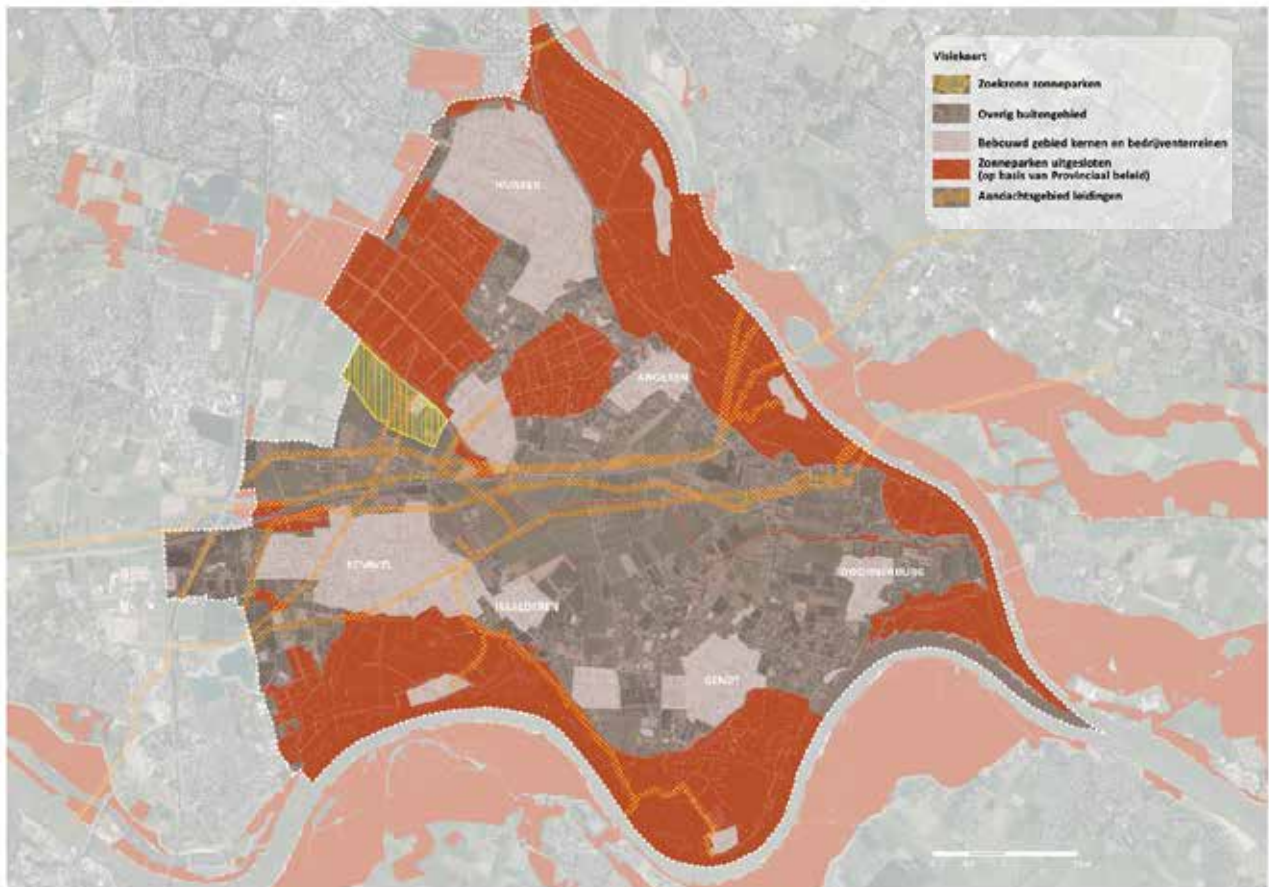 Visiekaart
Zoekzone zonneparken
Overig buitengebied
Bebouwd gebied kernen en bedrijventerreinen
Zonneparken uitgesloten
(op basis van Provinciaal beleid)
Aandachtsgebied leidingen
HUISSEN
ANGEREN
BEMMEL
DOORNENBURG
HAALDEREN
GENDT